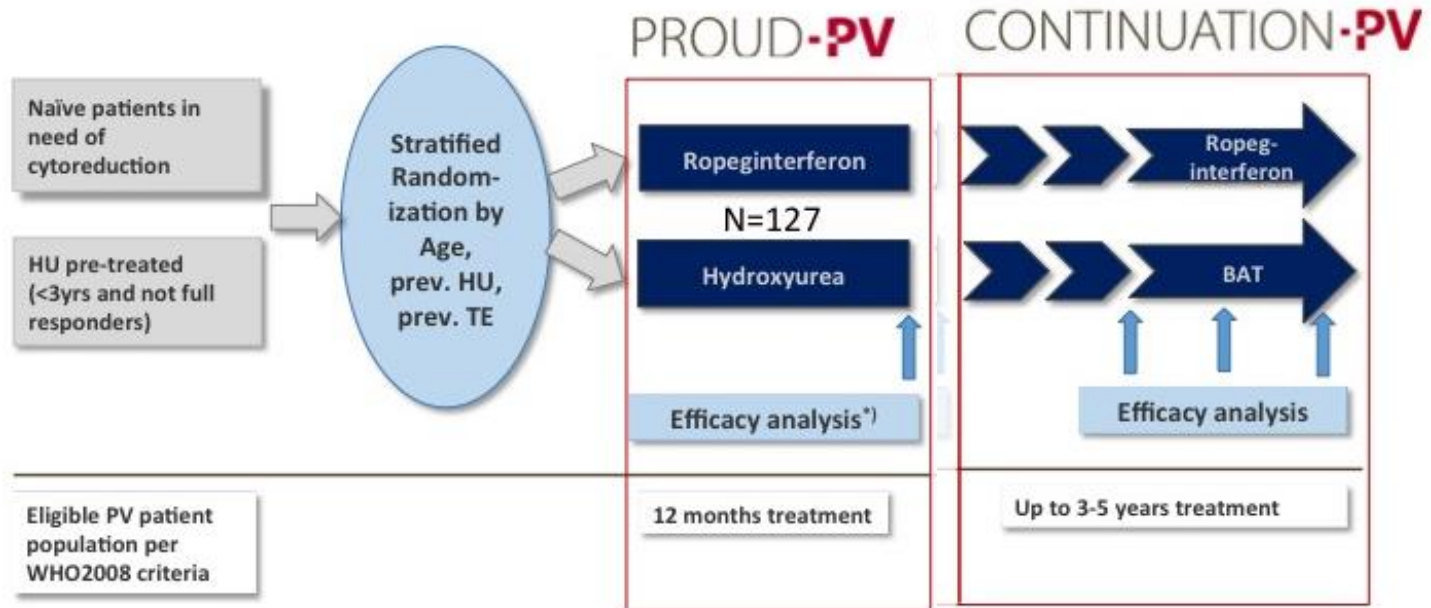 PROUD-PV
CONTINUATION-PV
Naïve patients in
need of
cytoreduction
HU pre-treated
(<3yrs and not full
responders)
Stratified
Random-
ization by
Age,
prev. HU,
prev. TE
Ropeginterferon
N=127
Hydroxyurea
Efficacy analysis*)
Ropeg-
interferon
BAT
Efficacy analysis
Eligible PV patient
population per
WHO2008 criteria
12 months treatment
Up to 3-5 years treatment